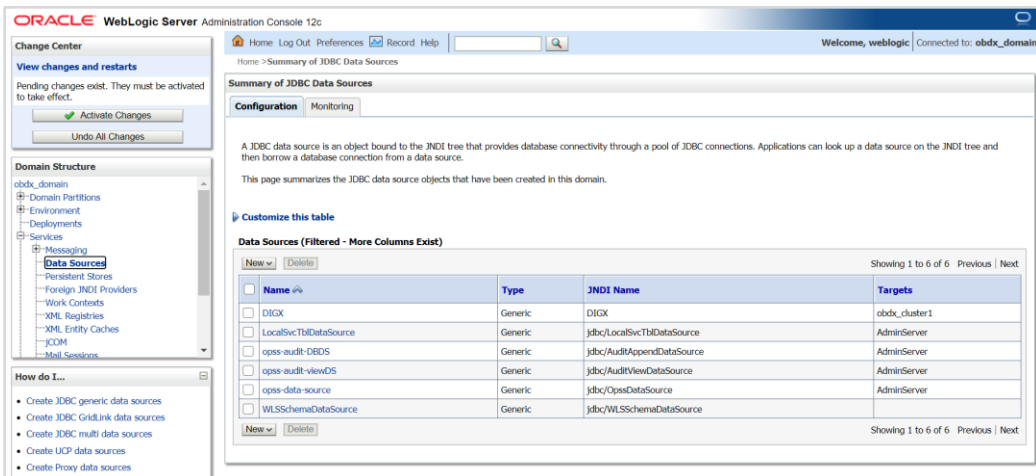 ORACLE WebLogic Server Administration Console 12c
Change Center
View changes and restarts
Pending changes exist. They must be activated
to take effect.
Activate Changes
Undo All Changes
Domain Structure
obdx_domain
Domain Partitions
Environment
Deployments
Services
Messaging
Data Sources
Persistent Stores
Foreign JNDI Providers
Work Contexts
XML Registries
XML Entity Caches
jCOM
Mail Sessions
How do I...
Create JDBC generic data sources
Create JDBC GridLink data sources
Create JDBC multi data sources
Create UCP data sources
Create Proxy data sources
Home Log Out Preferences Record Help
Welcome, weblogic Connected to: obdx_domain
Home >Summary of JDBC Data Sources
Summary of JDBC Data Sources
Configuration Monitoring
A JDBC data source is an object bound to the JNDI tree that provides database connectivity through a pool of JDBC connections. Applications can look up a data source on the JNDI tree and
then borrow a database connection from a data source.
This page summarizes the JDBC data source objects that have been created in this domain.
Customize this table
Data Sources (Filtered - More Columns Exist)
New Delete Showing 1 to 6 of 6 Previous | Next
Name Type JNDI Name Targets
DIGX Generic DIGX obdx_cluster1
LocalSvcTblDataSource Generic jdbc/LocalSvcTblDataSource AdminServer
opss-audit-DBDS Generic jdbc/AuditAppendDataSource AdminServer
opss-audit-viewDS Generic jdbc/AuditViewDataSource AdminServer
opss-data-source Generic jdbc/OpssDataSource AdminServer
WLSSchemaDataSource Generic jdbc/WLSSchemaDataSource
New Delete Showing 1 to 6 of 6 Previous | Next